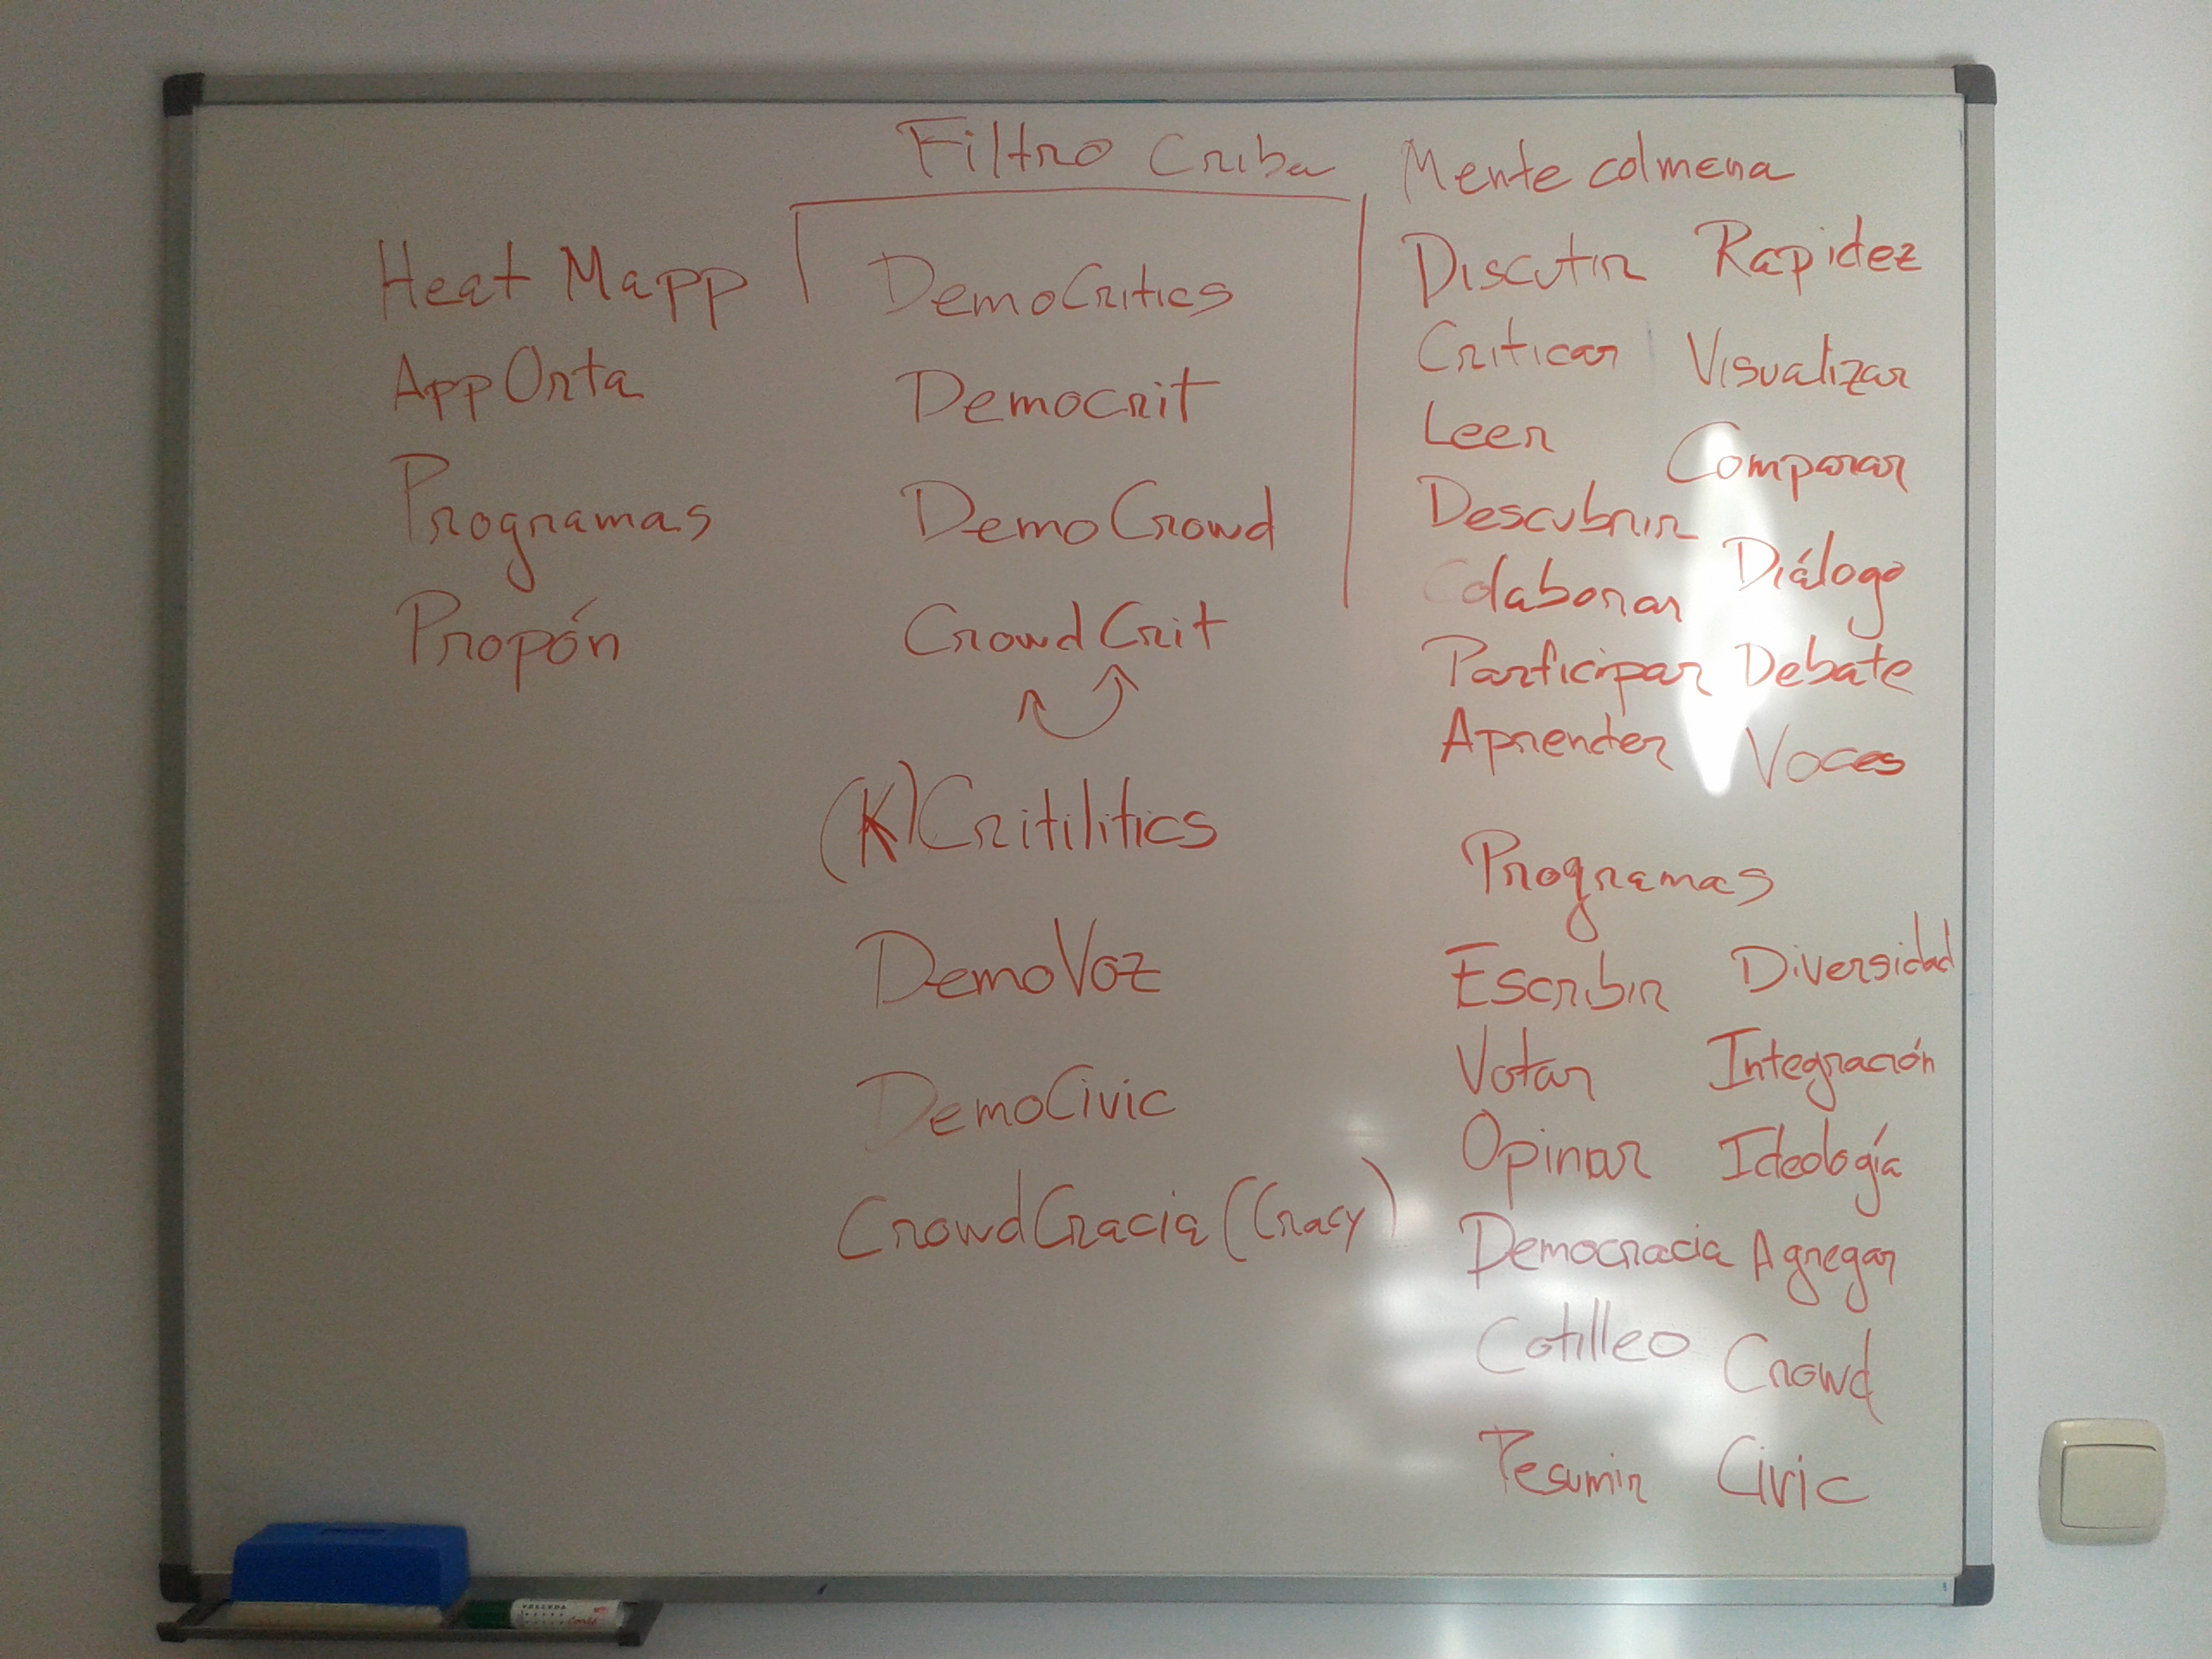 Filtro Criba
Heat Mapp
AppOrta
Programas
Propón
DemoCritics
Democrit
DemoCrowd
CrowdCrit
(K)Critilitics
DemoVoz
DemoCivic
CrowdCracia (Cracy)
Mente colmena
Discutir Rapidez
Criticar Visualizar
Leer Comparar
Descubrir Diálogo
Colaborar
Participar Debate
Aprender Voces
Programas
Escribir Diversidad
Votar Integración
Opinar Ideología
Democracia Agregar
Cotilleo Crowd
Resumir Civic
VELLEDA